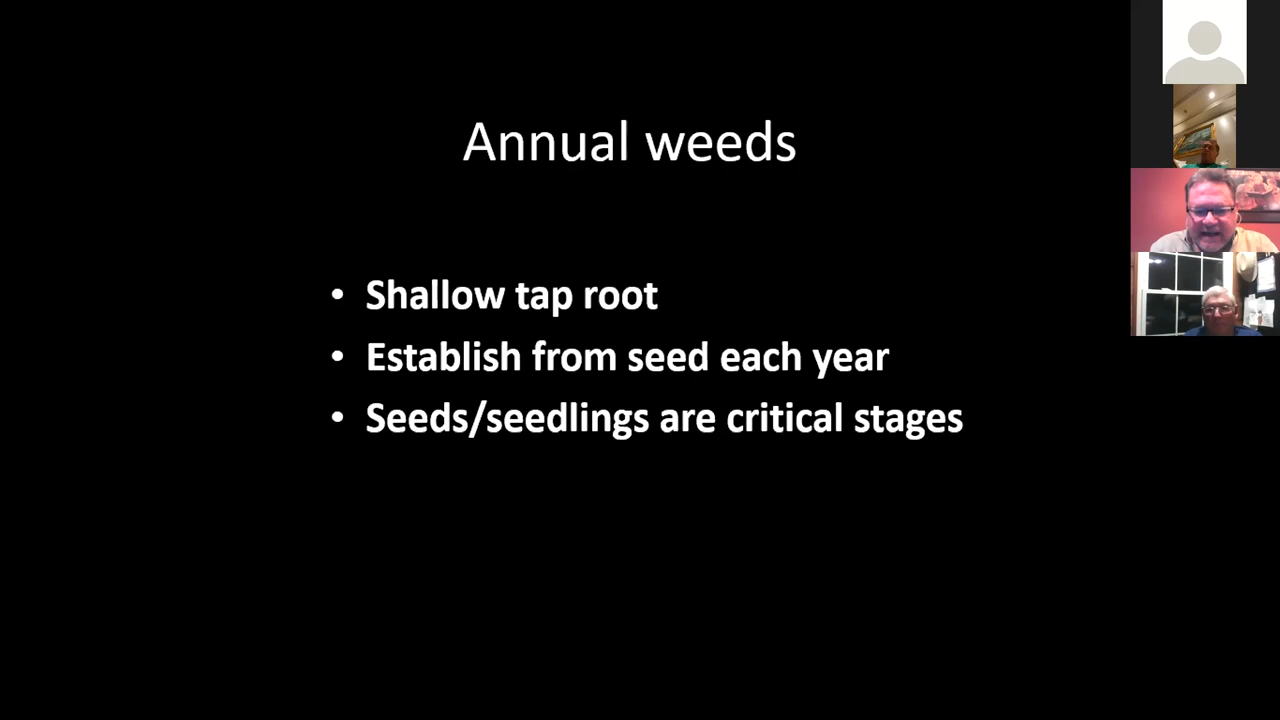 Annual weeds
• Shallow tap root
• Establish from seed each year
• Seeds/seedlings are critical stages